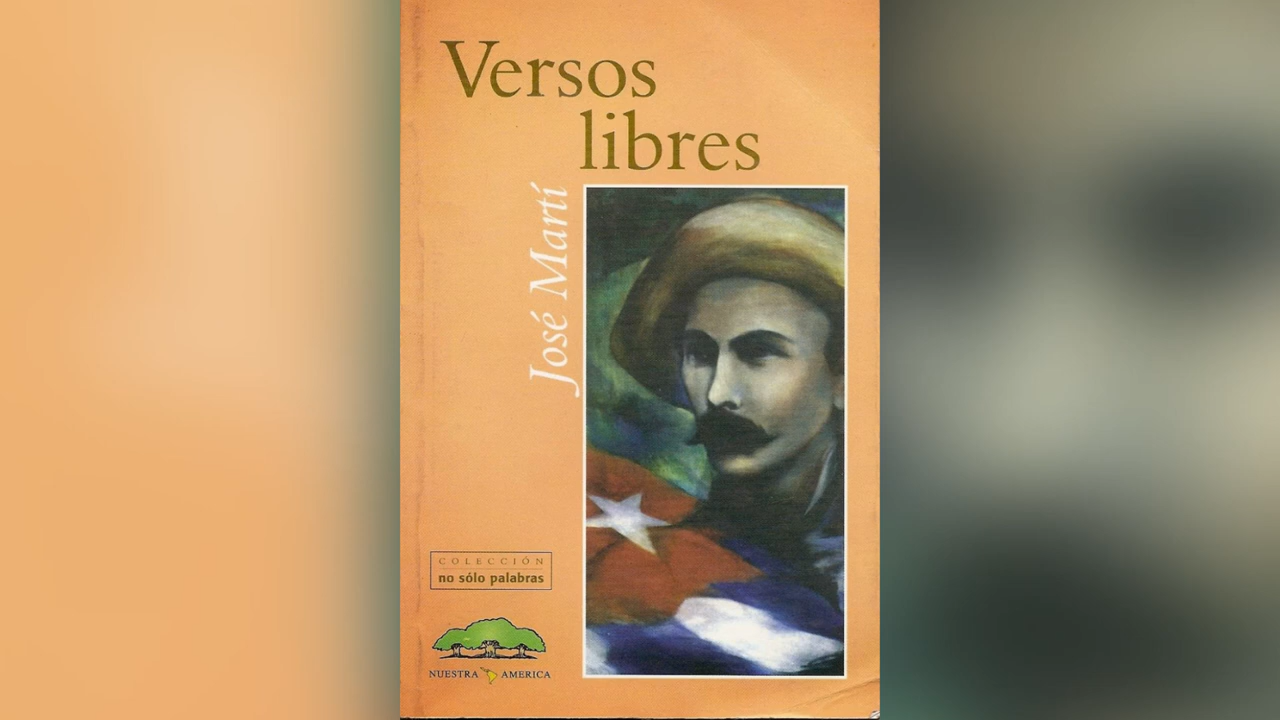 Versos
libres
José Martí
COLECCIÓN
no sólo palabras
NUESTRA AMERICA